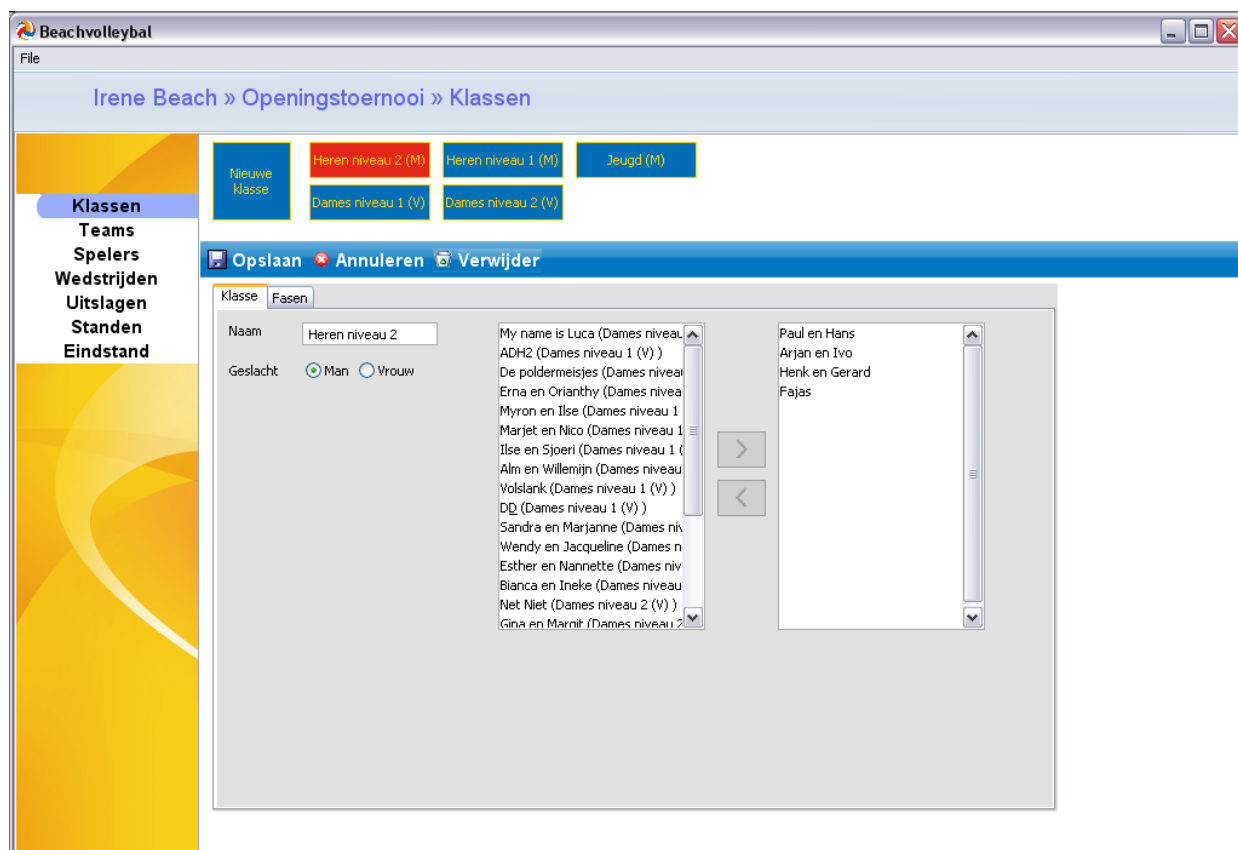 Beachvolleybal
File
Irene Beach » Openingstoernooi » Klassen
Klassen
Teams
Spelers
Wedstrijden
Uitslagen
Standen
Eindstand
Nieuwe
klasse
Heren niveau 2 (M)
Heren niveau 1 (M)
Jeugd (M)
Dames niveau 1 (V)
Dames niveau 2 (V)
Opslaan
Annuleren
Verwijder
Klasse
Fasen
Naam
Heren niveau 2
Geslacht
Man
Vrouw
My name is Luca (Dames niveau
ADH2 (Dames niveau 1 (V) )
De poldermeisjes (Dames niveau
Erna en Orianthy (Dames nivea
Myron en Ilse (Dames niveau 1
Marjet en Nico (Dames niveau 1
Ilse en Sjoeri (Dames niveau 1 (
Alm en Willemijn (Dames niveau
Volslank (Dames niveau 1 (V) )
DD (Dames niveau 1 (V) )
Sandra en Marjanne (Dames niv
Wendy en Jacqueline (Dames n
Esther en Nannette (Dames niv
Bianca en Ineke (Dames niveau
Net Niet (Dames niveau 2 (V) )
Gina en Margit (Dames niveau 2
>
<
Paul en Hans
Arjan en Ivo
Henk en Gerard
Fajas